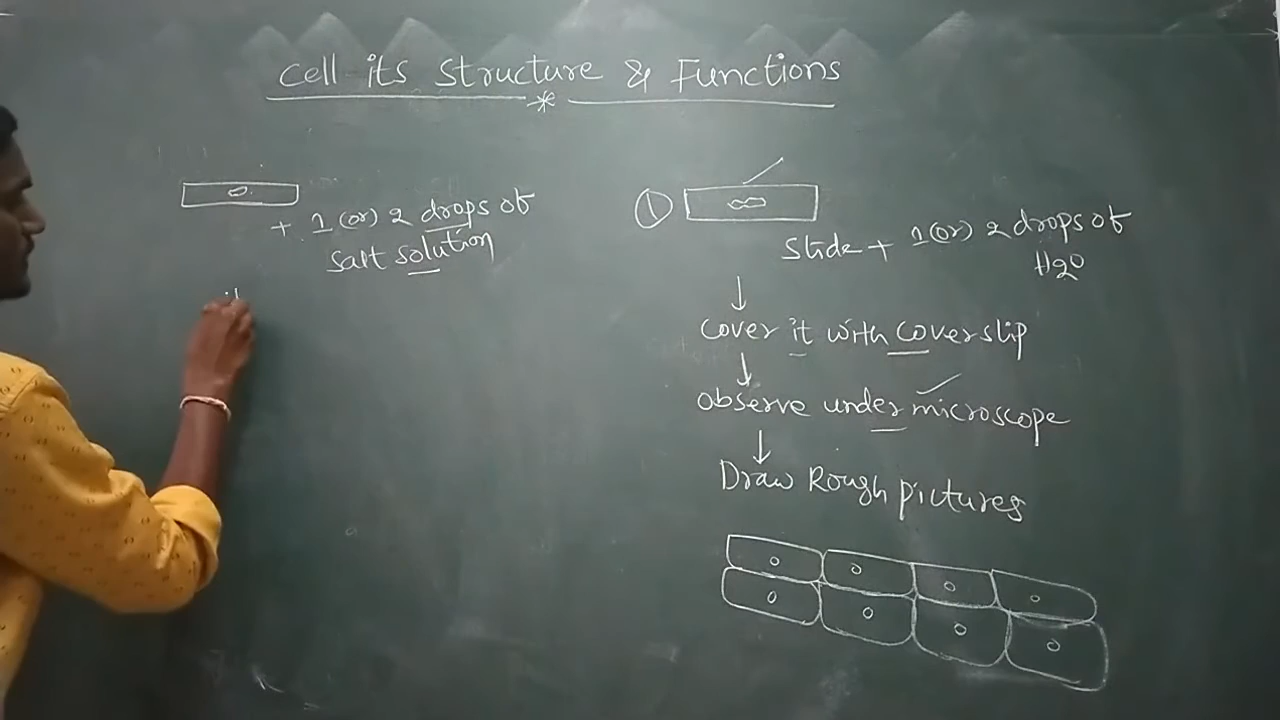 Cell its Structure & Functions
+ 1 (or) 2 drops of
salt solution
1
Slide + 1 (or) 2 drops of
H2O
Cover it with coverslip
observe under microscope
Draw Rough pictures